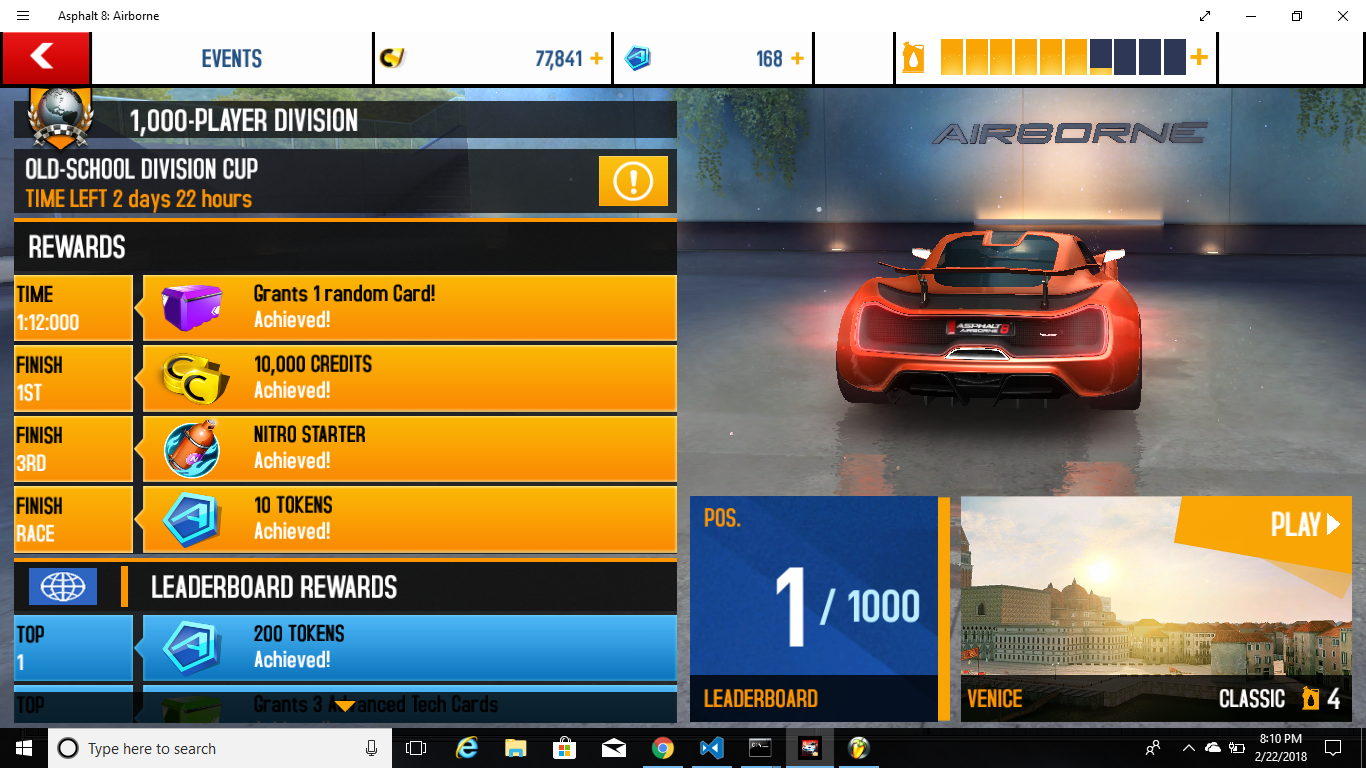 Asphalt 8: Airborne
EVENTS
77,841 +
168 +
+
1,000-PLAYER DIVISION
OLD-SCHOOL DIVISION CUP
TIME LEFT 2 days 22 hours
!
REWARDS
TIME
1:12:000
Grants 1 random Card!
Achieved!
FINISH
1ST
10,000 CREDITS
Achieved!
FINISH
3RD
NITRO STARTER
Achieved!
FINISH
RACE
10 TOKENS
Achieved!
LEADERBOARD REWARDS
TOP
1
200 TOKENS
Achieved!
TOP
Grants 3 Advanced Tech Cards
AIRBORNE
ASPHALT 8
AIRBORNE
POS.
1 / 1000
LEADERBOARD
PLAY
VENICE
CLASSIC 4
Type here to search
8:10 PM
2/22/2018